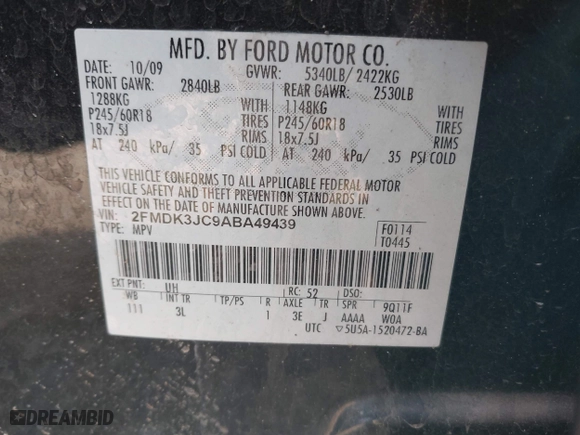 MFD. BY FORD MOTOR CO.
10/09 GVWR: 5340LB/ 2422KG
FRONT GAWR: 2840LB REAR GAWR: 2530LB
1288KG WITH 1148KG WITH
P245/60R18 TIRES P245/60R18 TIRES
18x7.5J RIMS 18x7.5J RIMS
AT 240 kPa/ 35 PSI COLD AT 240 kPa/ 35 PSI COLD
THIS VEHICLE CONFORMS TO ALL APPLICABLE FEDERAL MOTOR
VEHICLE SAFETY AND THEFT PREVENTION STANDARDS IN
EFFECT ON THE DATE OF MANUFACTURE SHOWN ABOVE.
VIN: 2FMDK3JC9ABA49439
TYPE: MPV
F0114
T0445
EXT PNT: UH RC: 52 DSO:
WB INT TR TP/PS R AXLE TR SPR 9Q11F
111 3L 1 3E J AAAA W0A
UTC ▽5U5A-1520472-BA
DREAMBID